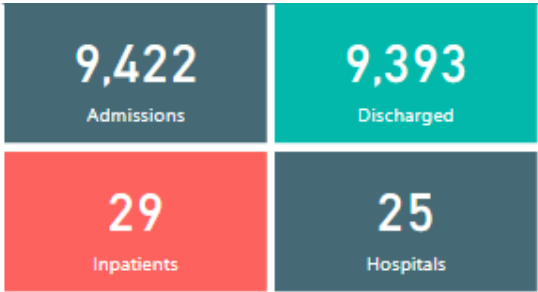 9,422
Admissions
9,393
Discharged
29
Inpatients
25
Hospitals